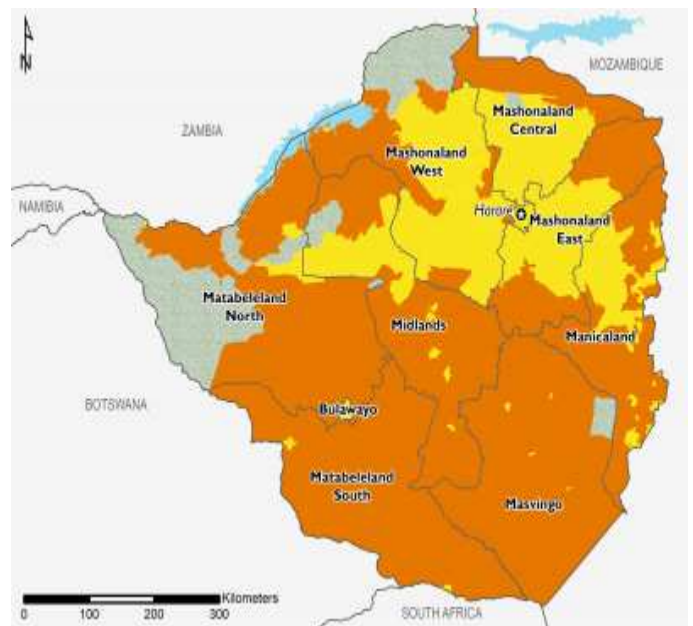 N
MOZAMBIQUE
ZAMBIA
Mashonaland
Central
Mashonaland
West
NAMIBIA
Harare
Mashonaland
East
Matabeleland
North
Midlands
Manicaland
BOTSWANA
Bulawayo
Matabeleland
South
Masvingo
Kilometers
0 100 200 300
SOUTH AFRICA